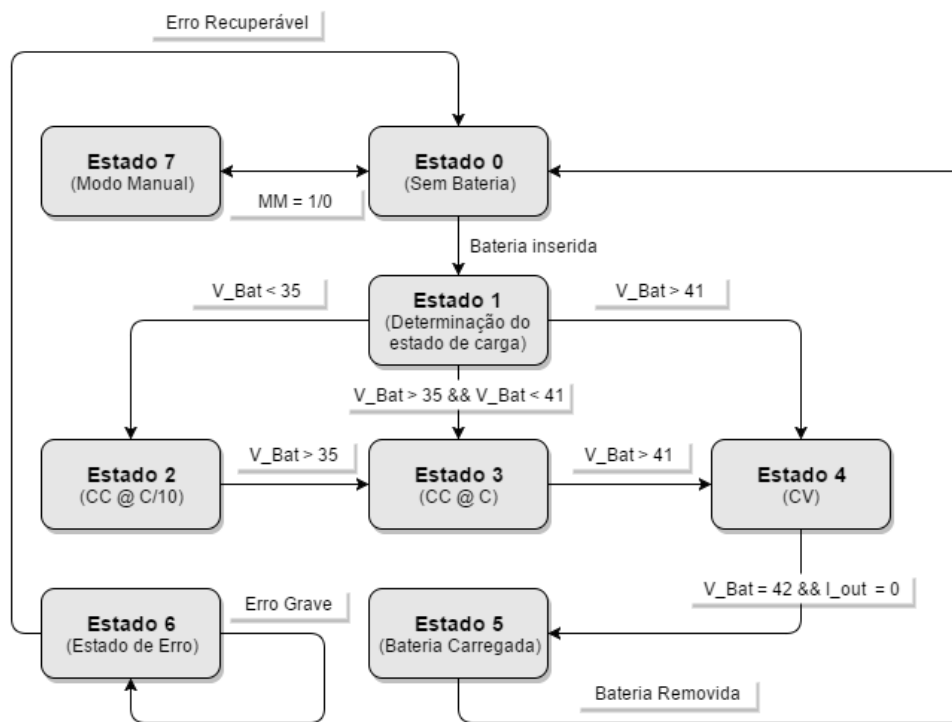 Erro Recuperável
Estado 7
(Modo Manual)
Estado 0
(Sem Bateria)
MM = 1/0
Bateria inserida
V_Bat < 35
Estado 1
(Determinação do
estado de carga)
V_Bat > 41
V_Bat > 35 && V_Bat < 41
Estado 2
(CC @ C/10)
V_Bat > 35
Estado 3
(CC @ C)
V_Bat > 41
Estado 4
(CV)
V_Bat = 42 && I_out = 0
Estado 6
(Estado de Erro)
Erro Grave
Estado 5
(Bateria Carregada)
Bateria Removida